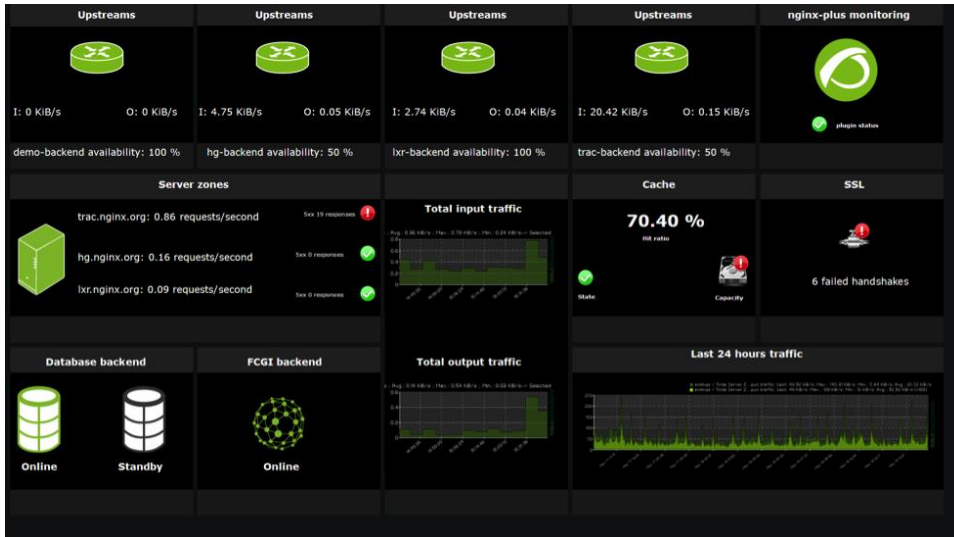 Upstreams
Upstreams
Upstreams
Upstreams
nginx-plus monitoring
I: 0 KiB/s O: 0 KiB/s
I: 4.75 KiB/s O: 0.05 KiB/s
I: 2.74 KiB/s O: 0.04 KiB/s
I: 20.42 KiB/s O: 0.15 KiB/s
plugin status
demo-backend availability: 100 %
hg-backend availability: 50 %
lxr-backend availability: 100 %
trac-backend availability: 50 %
Server zones
trac.nginx.org: 0.86 requests/second 5xx 19 responses
hg.nginx.org: 0.16 requests/second 5xx 0 responses
lxr.nginx.org: 0.09 requests/second 5xx 0 responses
Total input traffic
Cache
70.40 %
Hit ratio
State
Capacity
SSL
6 failed handshakes
Database backend
Online
Standby
FCGI backend
Online
Total output traffic
Last 24 hours traffic